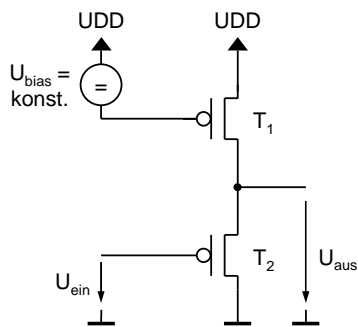 UDD UDD
U_bias =
konst.
=
T_1
T_2
U_ein
U_aus